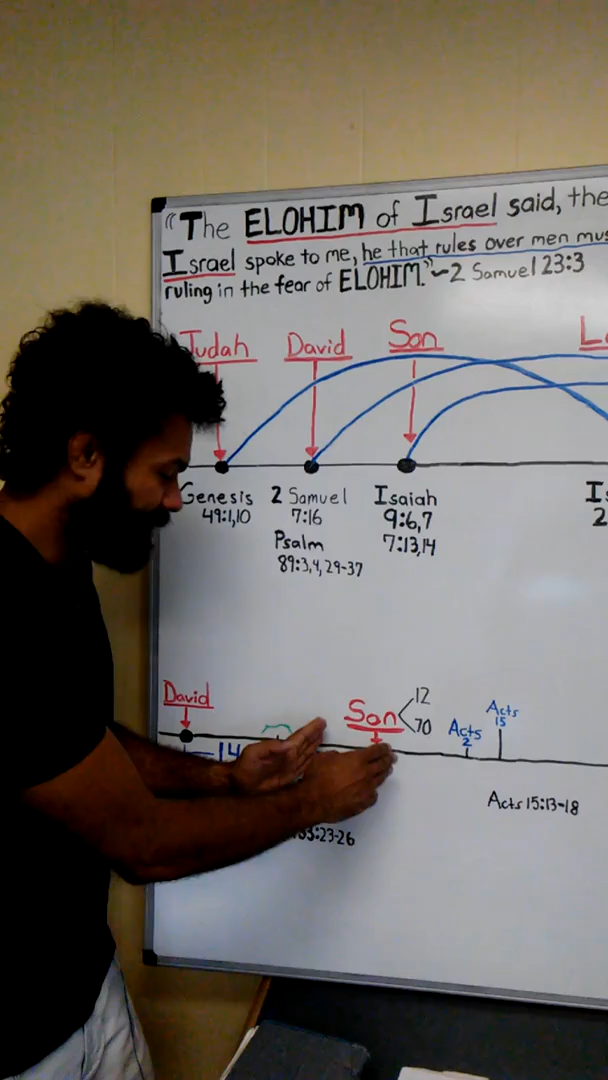 "The ELOHIM of Israel said, the
Israel spoke to me, he that rules over men mus
ruling in the fear of ELOHIM." ~ 2 Samuel 23:3
Judah David Son
Genesis 2 Samuel Isaiah
49:1,10 7:16 9:6,7
Psalm 7:13,14
89:3,4,29-37
David Son 12
70 Acts 2 Acts 15
14
Acts 15:13-18
:23-26